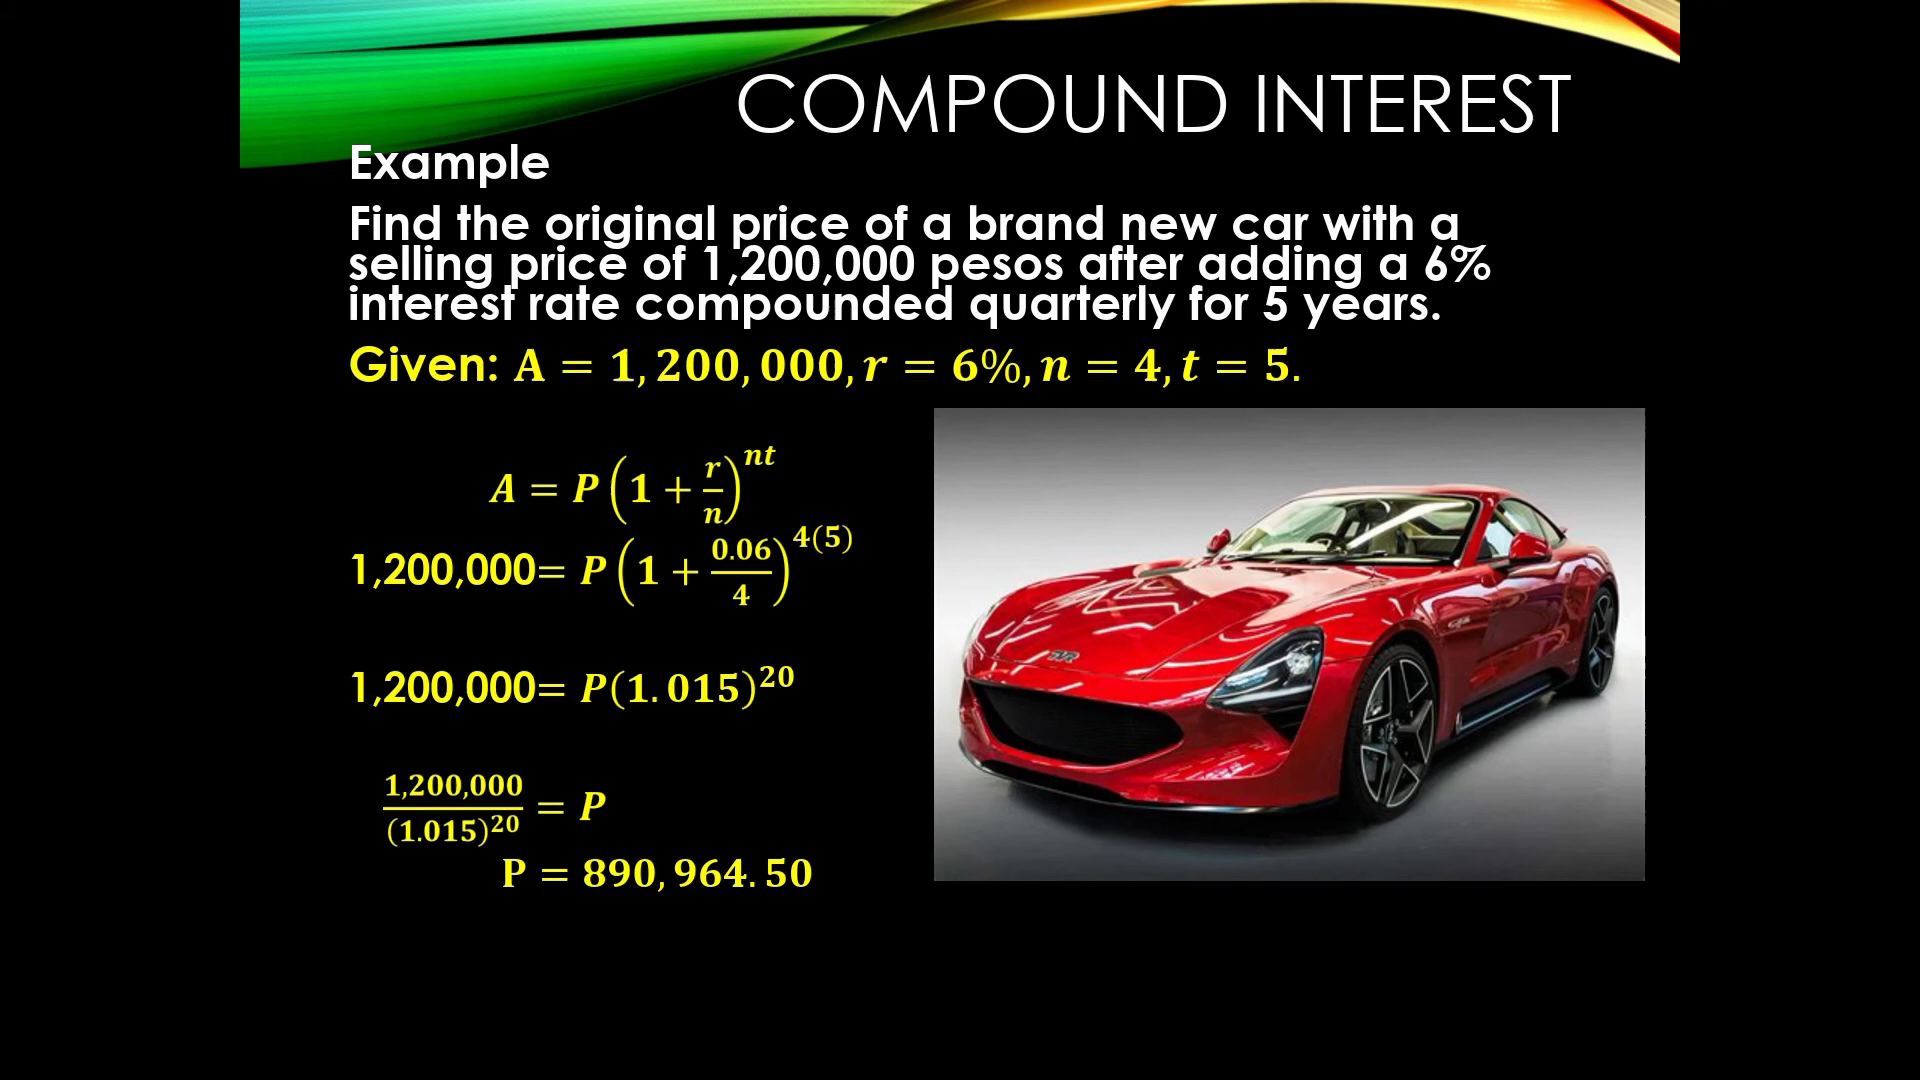 COMPOUND INTEREST
Example
Find the original price of a brand new car with a
selling price of 1,200,000 pesos after adding a 6%
interest rate compounded quarterly for 5 years.
Given: A = 1,200,000, r = 6%, n = 4, t = 5.
A = P(1 + r/n)^nt
1,200,000= P(1 + 0.06/4)^4(5)
1,200,000= P(1.015)^20
1,200,000/(1.015)^20 = P
P = 890,964.50